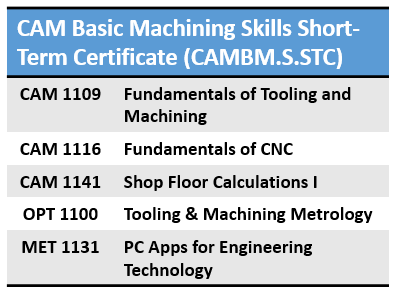 CAM Basic Machining Skills Short-
Term Certificate (CAMBM.S.STC)
CAM 1109 Fundamentals of Tooling and
Machining
CAM 1116 Fundamentals of CNC
CAM 1141 Shop Floor Calculations I
OPT 1100 Tooling & Machining Metrology
MET 1131 PC Apps for Engineering
Technology